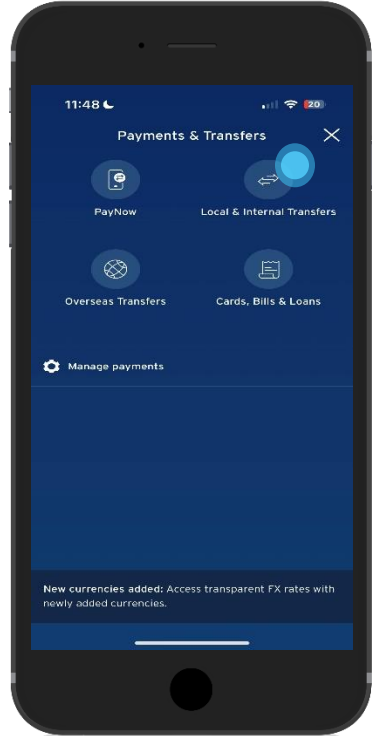 11:48
20
Payments & Transfers
PayNow
Local & Internal Transfers
Overseas Transfers
Cards, Bills & Loans
Manage payments
New currencies added: Access transparent FX rates with
newly added currencies.